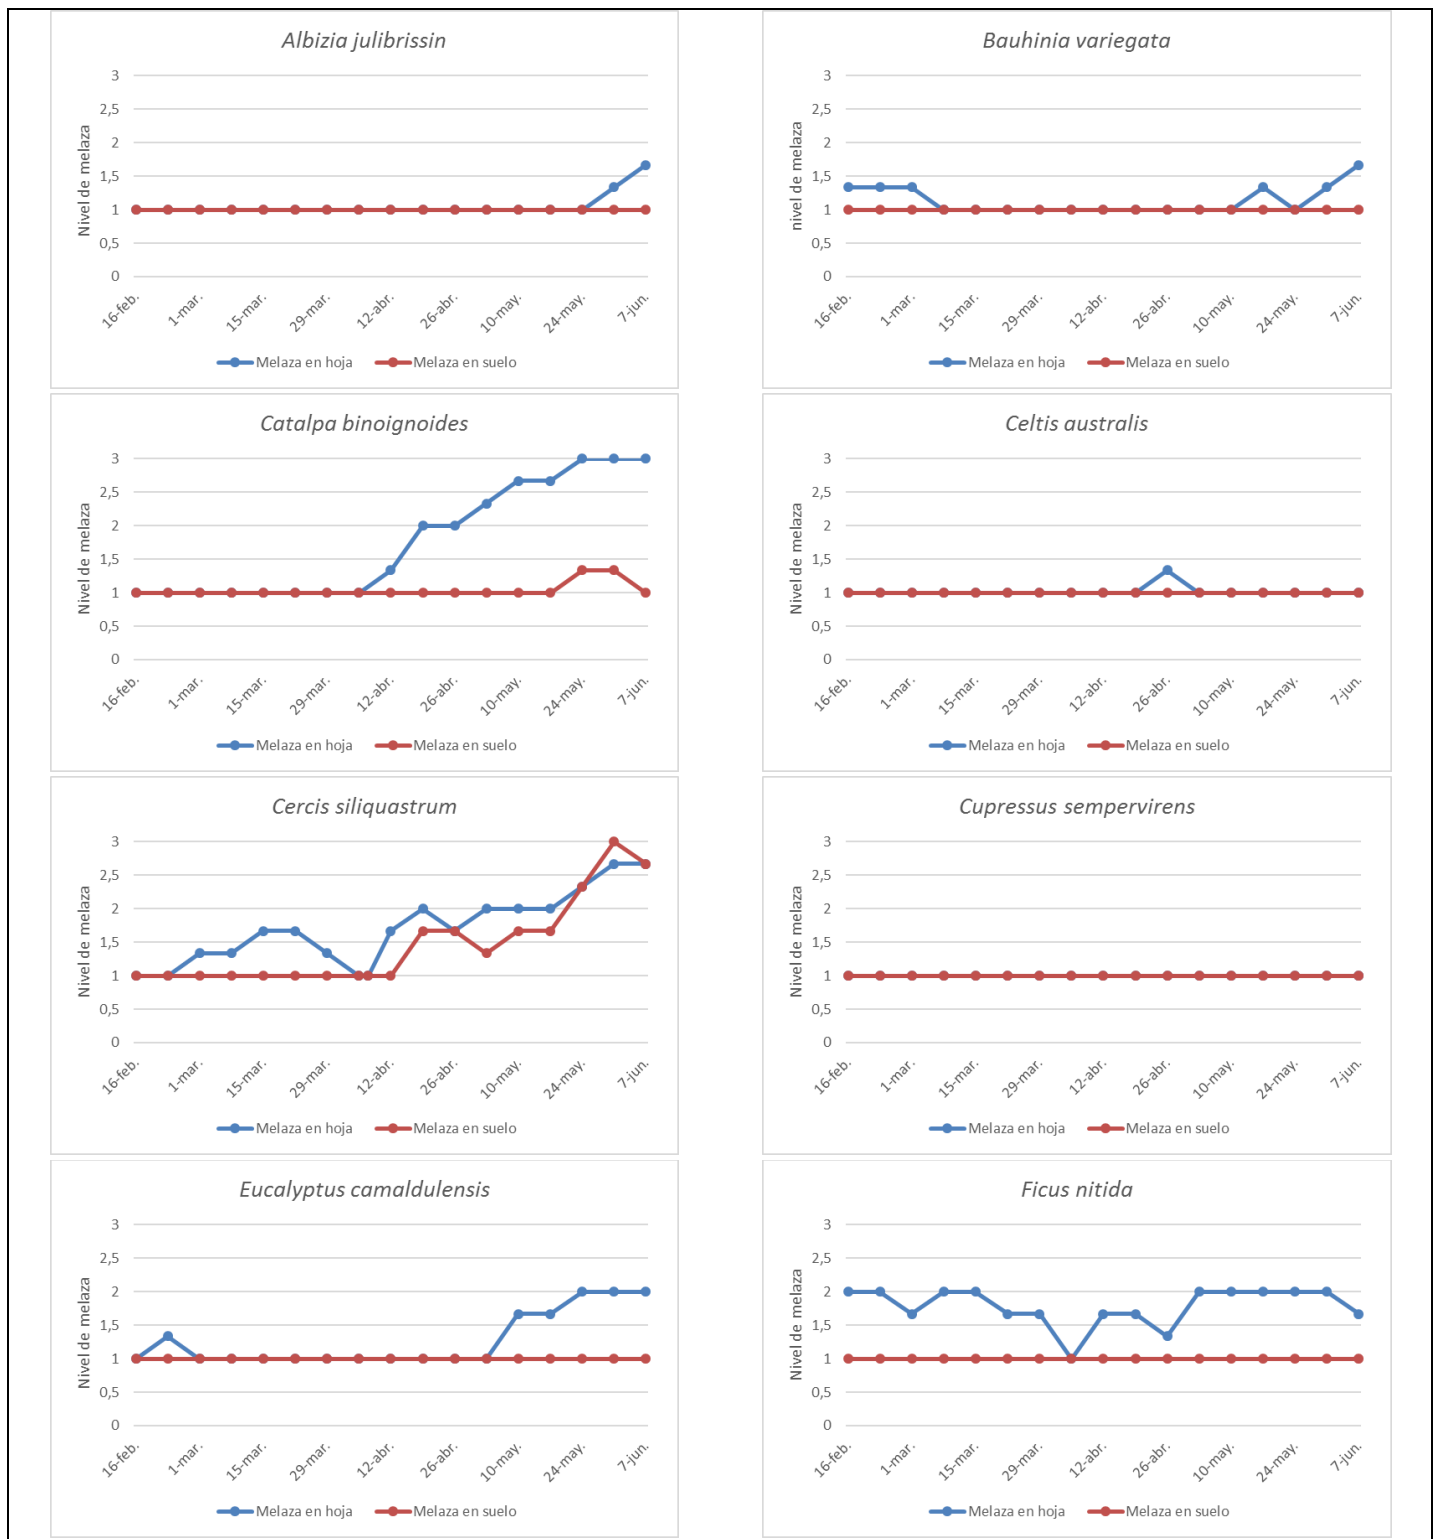 Albizia julibrissin
Nivel de melaza
3
2,5
2
1,5
1
0,5
0
16-feb.
1-mar.
15-mar.
29-mar.
12-abr.
26-abr.
10-may.
24-may.
7-jun.
Melaza en hoja
Melaza en suelo
Bauhinia variegata
nivel de melaza
3
2,5
2
1,5
1
0,5
0
16-feb.
1-mar.
15-mar.
29-mar.
12-abr.
26-abr.
10-may.
24-may.
7-jun.
Melaza en hoja
Melaza en suelo
Catalpa binoignoides
Nivel de melaza
3
2,5
2
1,5
1
0,5
0
16-feb.
1-mar.
15-mar.
29-mar.
12-abr.
26-abr.
10-may.
24-may.
7-jun.
Melaza en hoja
Melaza en suelo
Celtis australis
Nivel de melaza
3
2,5
2
1,5
1
0,5
0
16-feb.
1-mar.
15-mar.
29-mar.
12-abr.
26-abr.
10-may.
24-may.
7-jun.
Melaza en hoja
Melaza en suelo
Cercis siliquastrum
Nivel de melaza
3
2,5
2
1,5
1
0,5
0
16-feb.
1-mar.
15-mar.
29-mar.
12-abr.
26-abr.
10-may.
24-may.
7-jun.
Melaza en hoja
Melaza en suelo
Cupressus sempervirens
Nivel de melaza
3
2,5
2
1,5
1
0,5
0
16-feb.
1-mar.
15-mar.
29-mar.
12-abr.
26-abr.
10-may.
24-may.
7-jun.
Melaza en hoja
Melaza en suelo
Eucalyptus camaldulensis
Nivel de melaza
3
2,5
2
1,5
1
0,5
0
16-feb.
1-mar.
15-mar.
29-mar.
12-abr.
26-abr.
10-may.
24-may.
7-jun.
Melaza en hoja
Melaza en suelo
Ficus nitida
Nivel de melaza
3
2,5
2
1,5
1
0,5
0
16-feb.
1-mar.
15-mar.
29-mar.
12-abr.
26-abr.
10-may.
24-may.
7-jun.
Melaza en hoja
Melaza en suelo